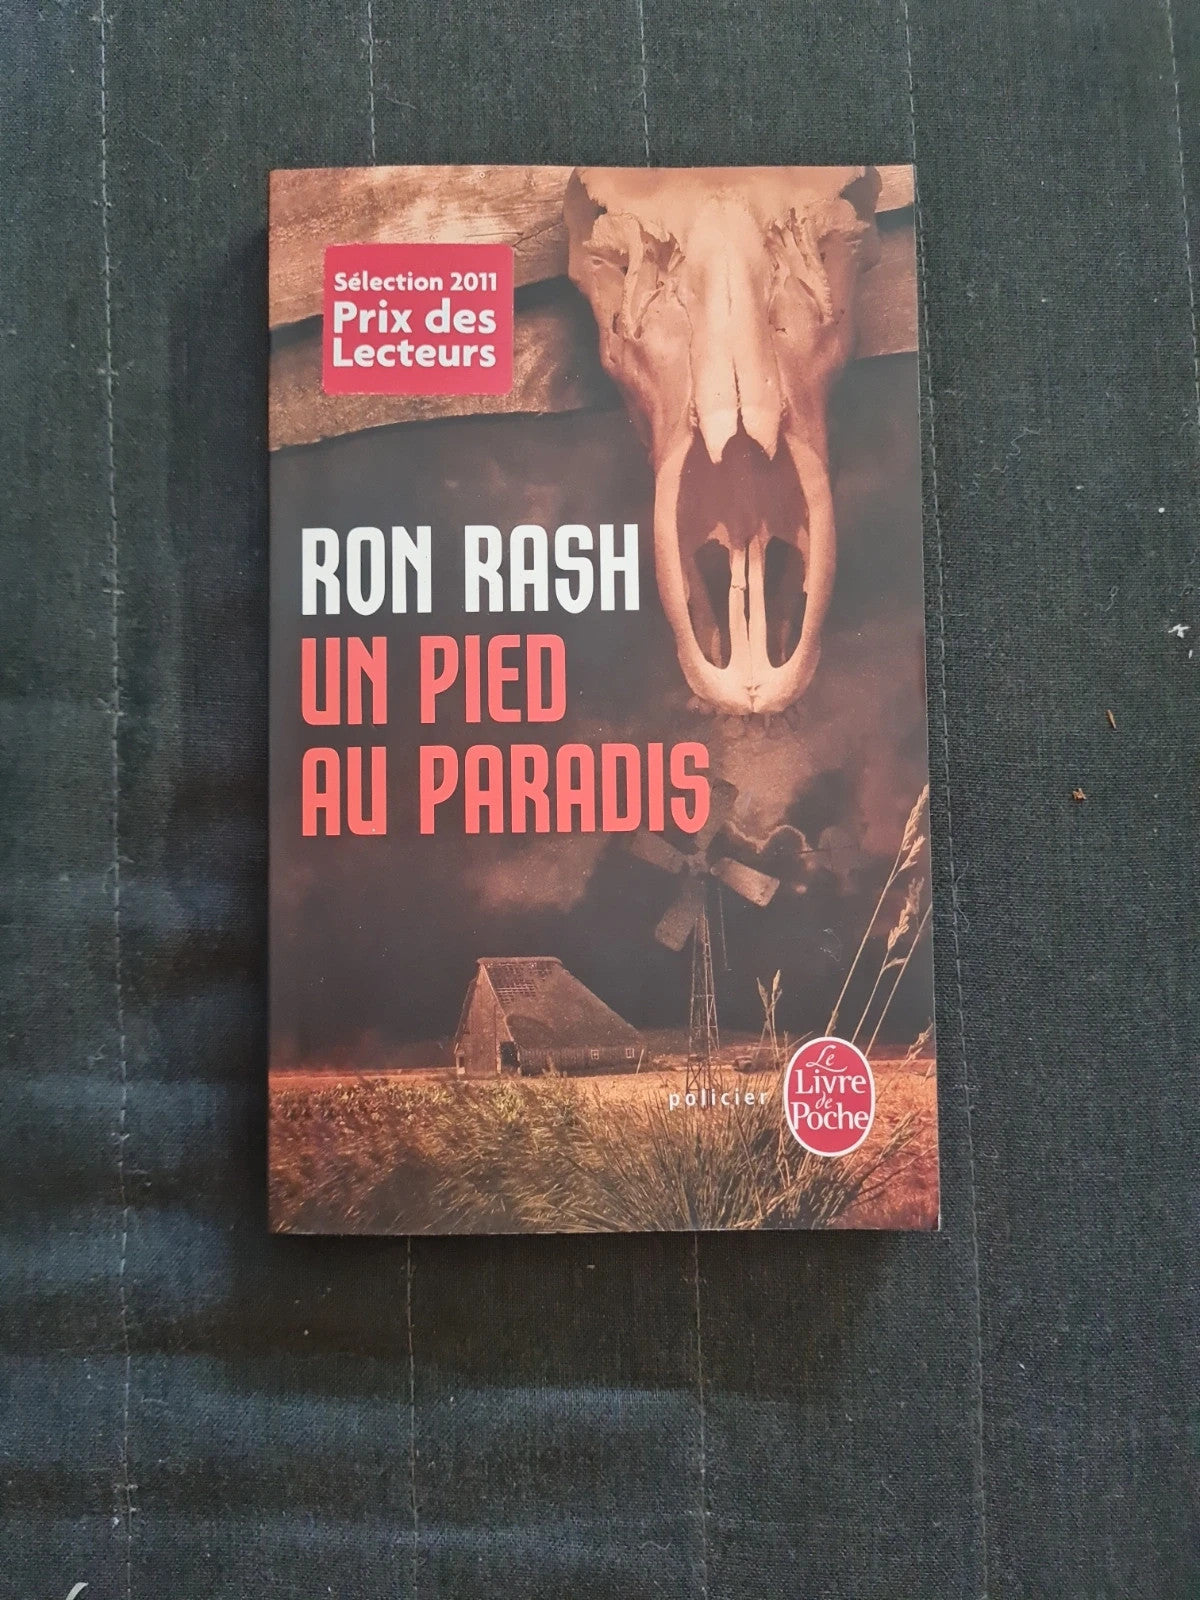 Sélection 2011
Prix des
Lecteurs
RON RASH
UN PIED
AU PARADIS
policier
Le
Livre
de
Poche